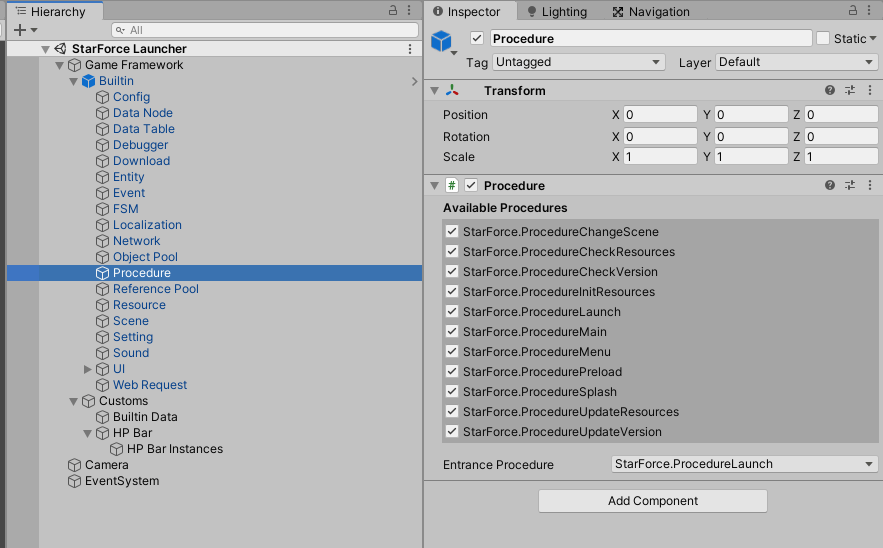 Hierarchy
All
StarForce Launcher
Game Framework
Builtin
Config
Data Node
Data Table
Debugger
Download
Entity
Event
FSM
Localization
Network
Object Pool
Procedure
Reference Pool
Resource
Scene
Setting
Sound
UI
Web Request
Customs
Builtin Data
HP Bar
HP Bar Instances
Camera
EventSystem
Inspector Lighting Navigation
Procedure Static
Tag Untagged Layer Default
Transform
Position X 0 Y 0 Z 0
Rotation X 0 Y 0 Z 0
Scale X 1 Y 1 Z 1
# Procedure
Available Procedures
StarForce.ProcedureChangeScene
StarForce.ProcedureCheckResources
StarForce.ProcedureCheckVersion
StarForce.ProcedureInitResources
StarForce.ProcedureLaunch
StarForce.ProcedureMain
StarForce.ProcedureMenu
StarForce.ProcedurePreload
StarForce.ProcedureSplash
StarForce.ProcedureUpdateResources
StarForce.ProcedureUpdateVersion
Entrance Procedure StarForce.ProcedureLaunch
Add Component